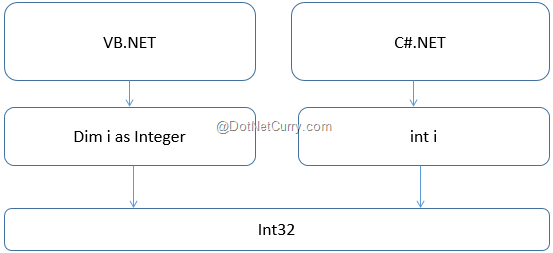 VB.NET
C#.NET
Dim i as Integer
@DotNetCurry.com
int i
Int32